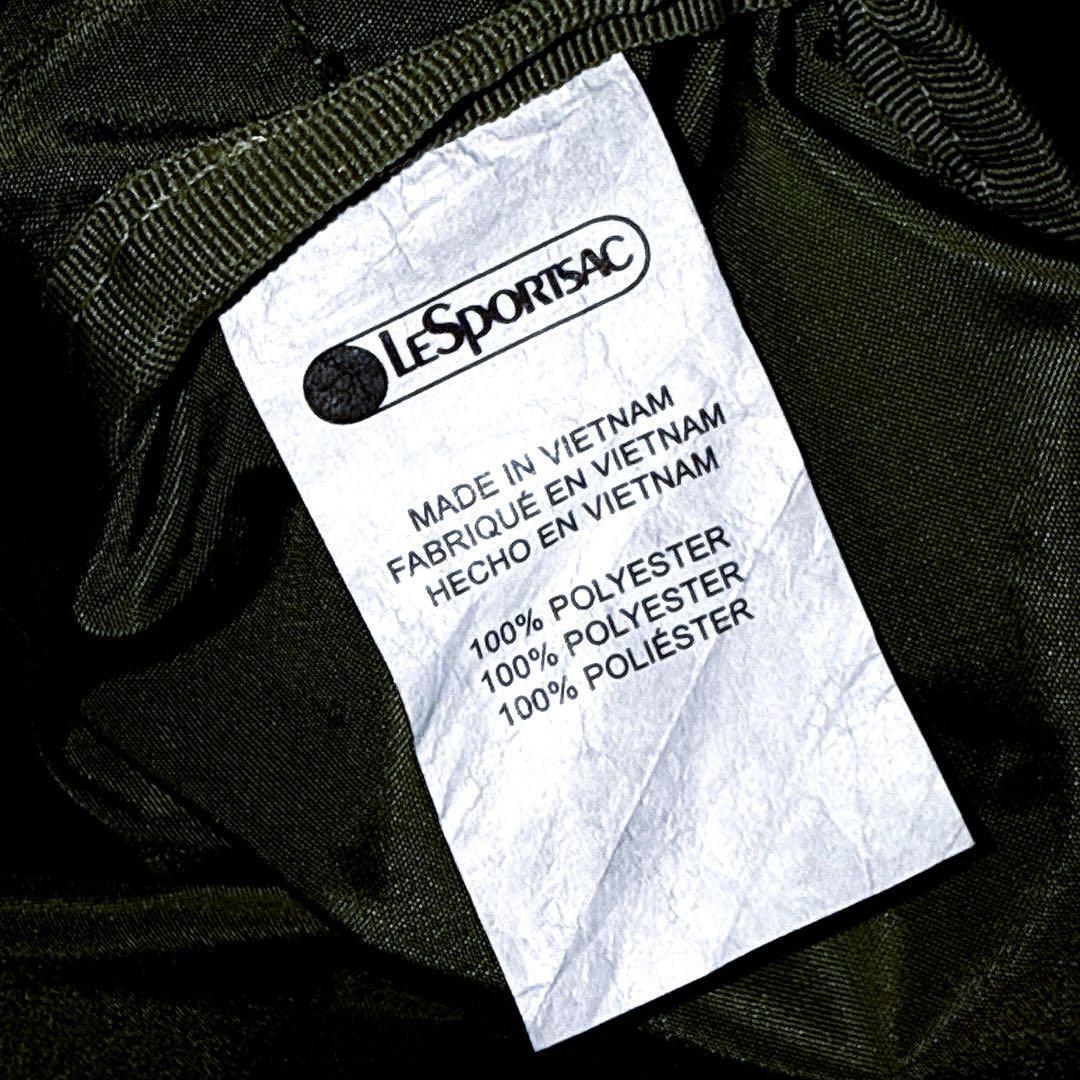 LESPORTSAC
MADE IN VIETNAM
FABRIQUÉ EN VIETNAM
HECHO EN VIETNAM
100% POLYESTER
100% POLYESTER
100% POLIÉSTER